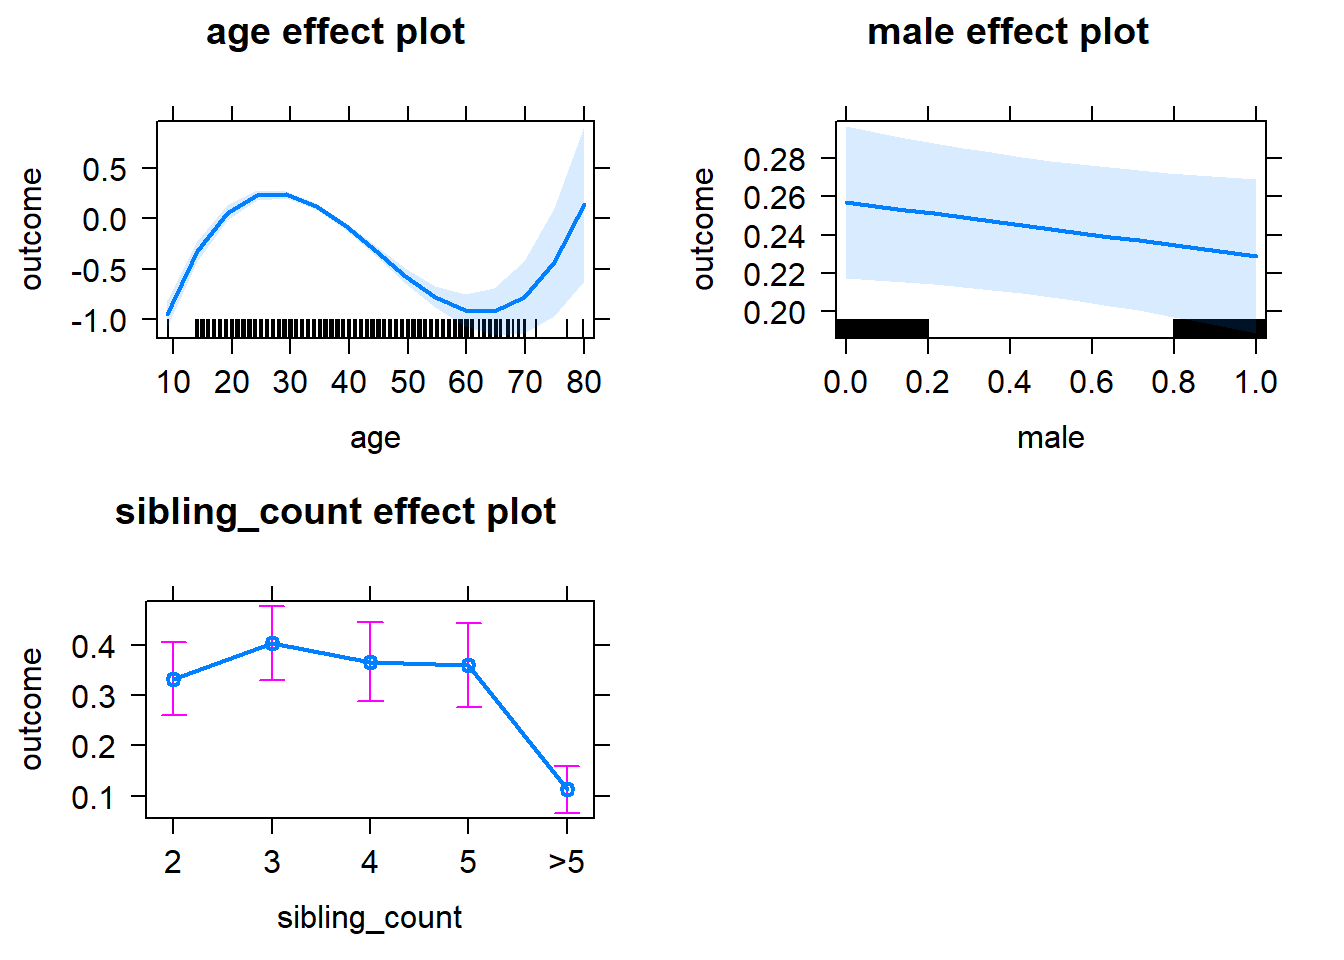 age effect plot
outcome
0.5
0.0
-0.5
-1.0
10 20 30 40 50 60 70 80
age
male effect plot
outcome
0.28
0.26
0.24
0.22
0.20
0.0 0.2 0.4 0.6 0.8 1.0
male
sibling_count effect plot
outcome
0.4
0.3
0.2
0.1
2 3 4 5 >5
sibling_count